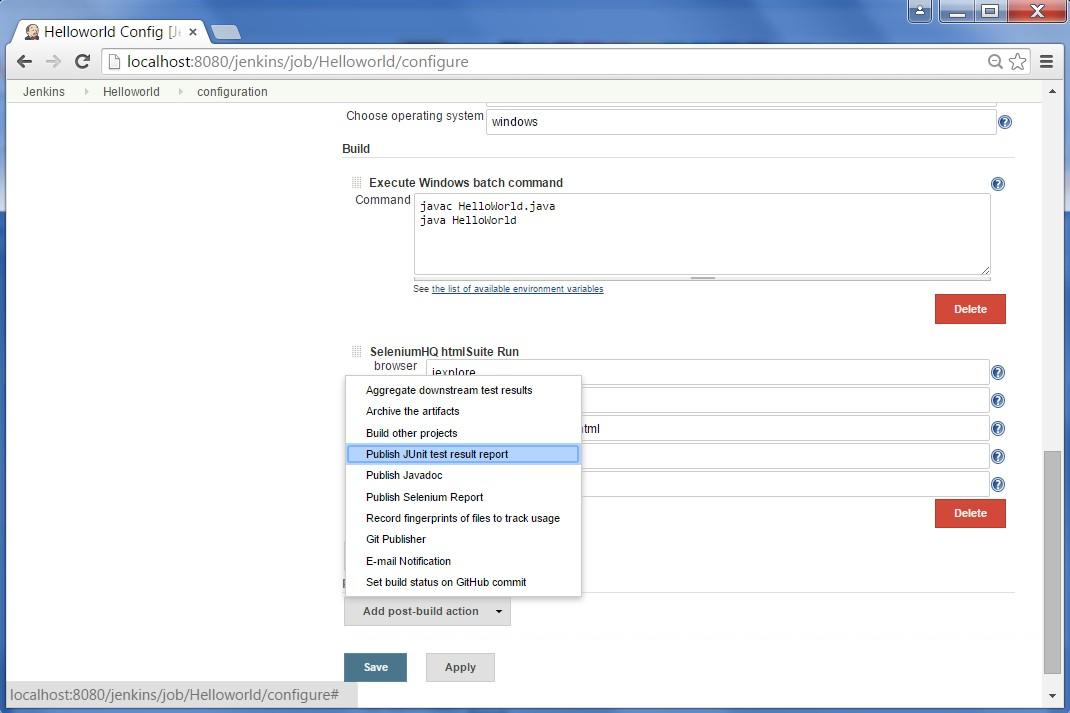 Helloworld Config [Je
localhost:8080/jenkins/job/Helloworld/configure
Jenkins Helloworld configuration
Choose operating system windows
Build
Execute Windows batch command
Command javac HelloWorld.java
java HelloWorld
See the list of available environment variables
Delete
SeleniumHQ htmlSuite Run
browser iexplore
Aggregate downstream test results
Archive the artifacts
Build other projects
Publish JUnit test result report
Publish Javadoc
Publish Selenium Report
Record fingerprints of files to track usage
Git Publisher
E-mail Notification
Set build status on GitHub commit
html
Delete
Add post-build action
Save Apply
localhost:8080/jenkins/job/Helloworld/configure#